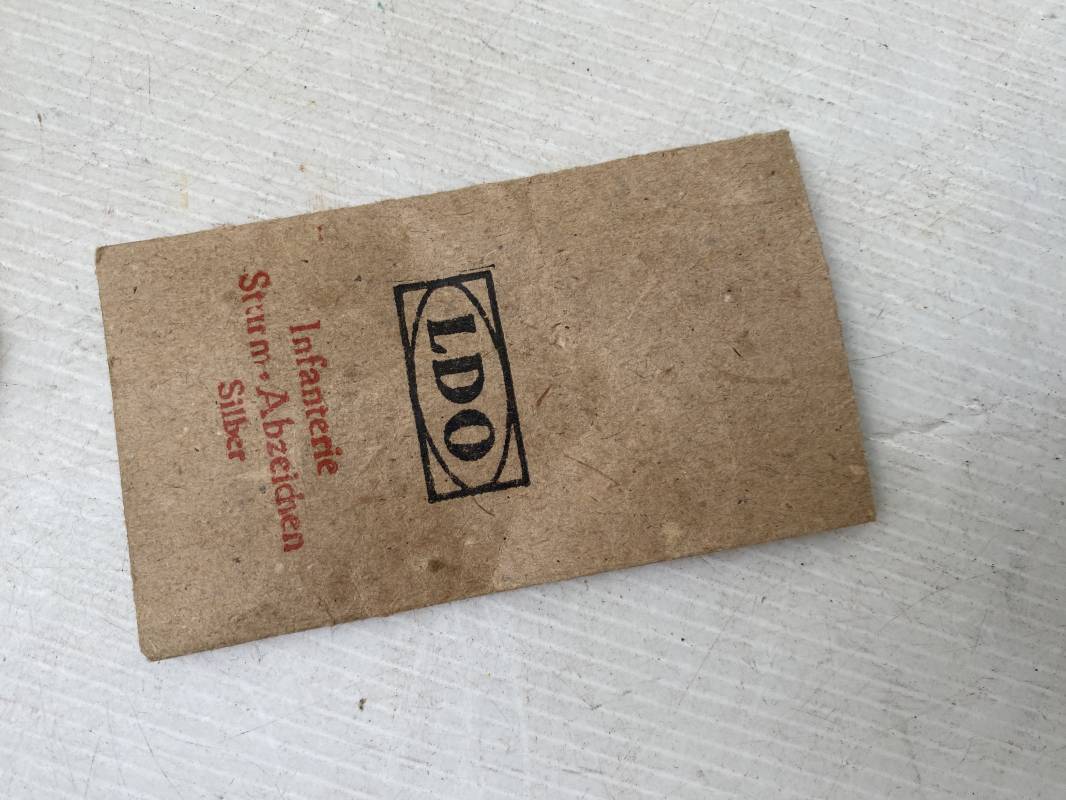 LDO
Infanterie
Sturm-Abzeichen
Silber